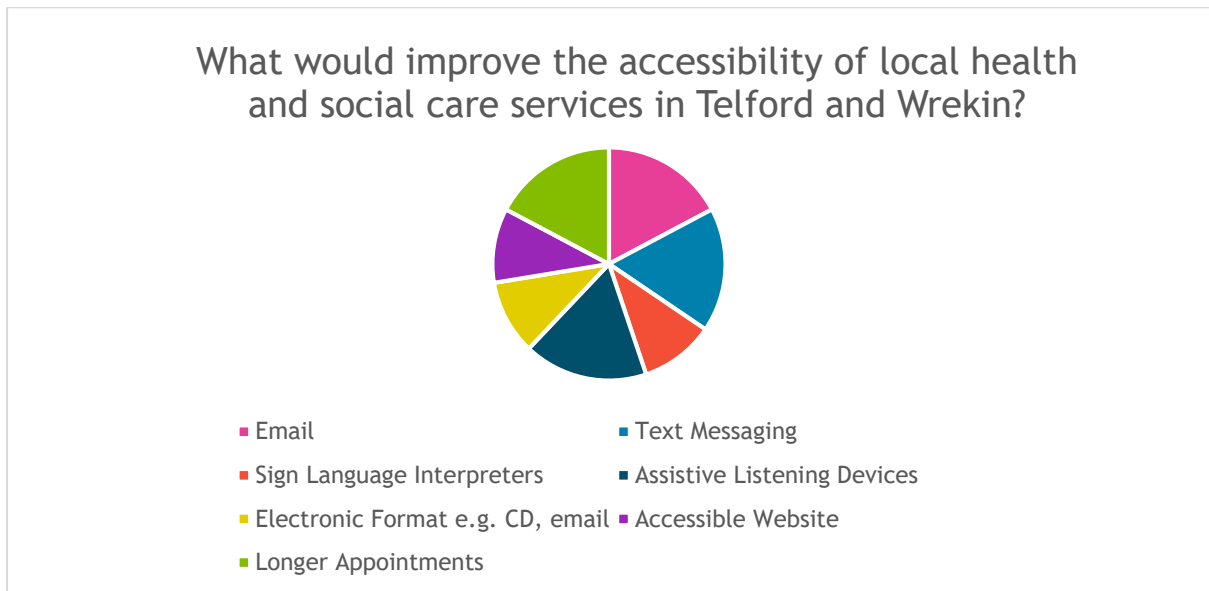 What would improve the accessibility of local health
and social care services in Telford and Wrekin?
Email
Text Messaging
Sign Language Interpreters
Assistive Listening Devices
Electronic Format e.g. CD, email
Accessible Website
Longer Appointments